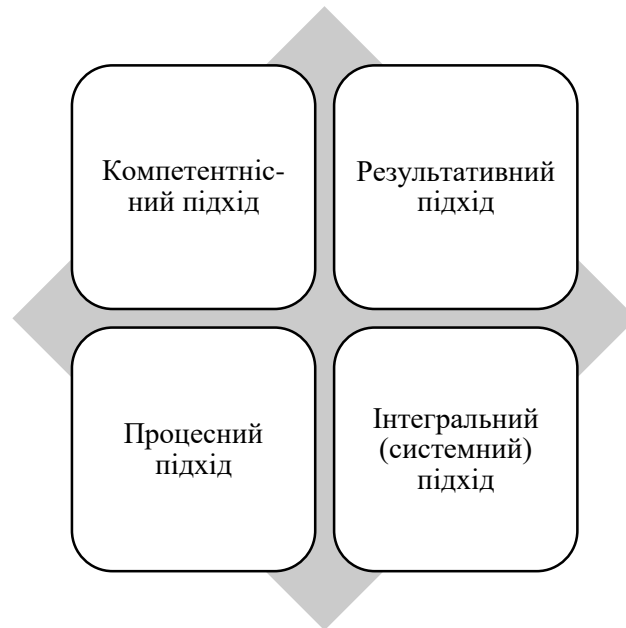 Компетентніс-
ний підхід
Результативний
підхід
Процесний
підхід
Інтегральний
(системний)
підхід